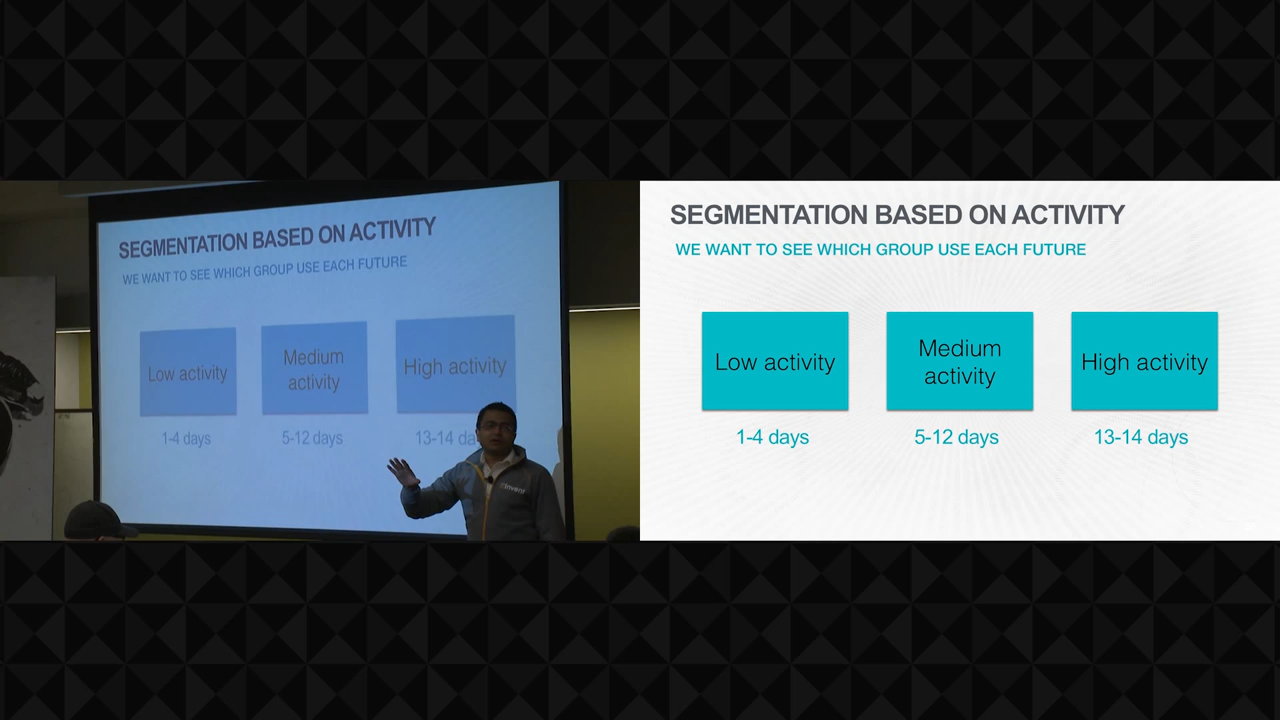 SEGMENTATION BASED ON ACTIVITY
WE WANT TO SEE WHICH GROUP USE EACH FUTURE
Low activity
Medium
activity
High activity
1-4 days
5-12 days
13-14 da
SEGMENTATION BASED ON ACTIVITY
WE WANT TO SEE WHICH GROUP USE EACH FUTURE
Low activity
Medium
activity
High activity
1-4 days
5-12 days
13-14 days